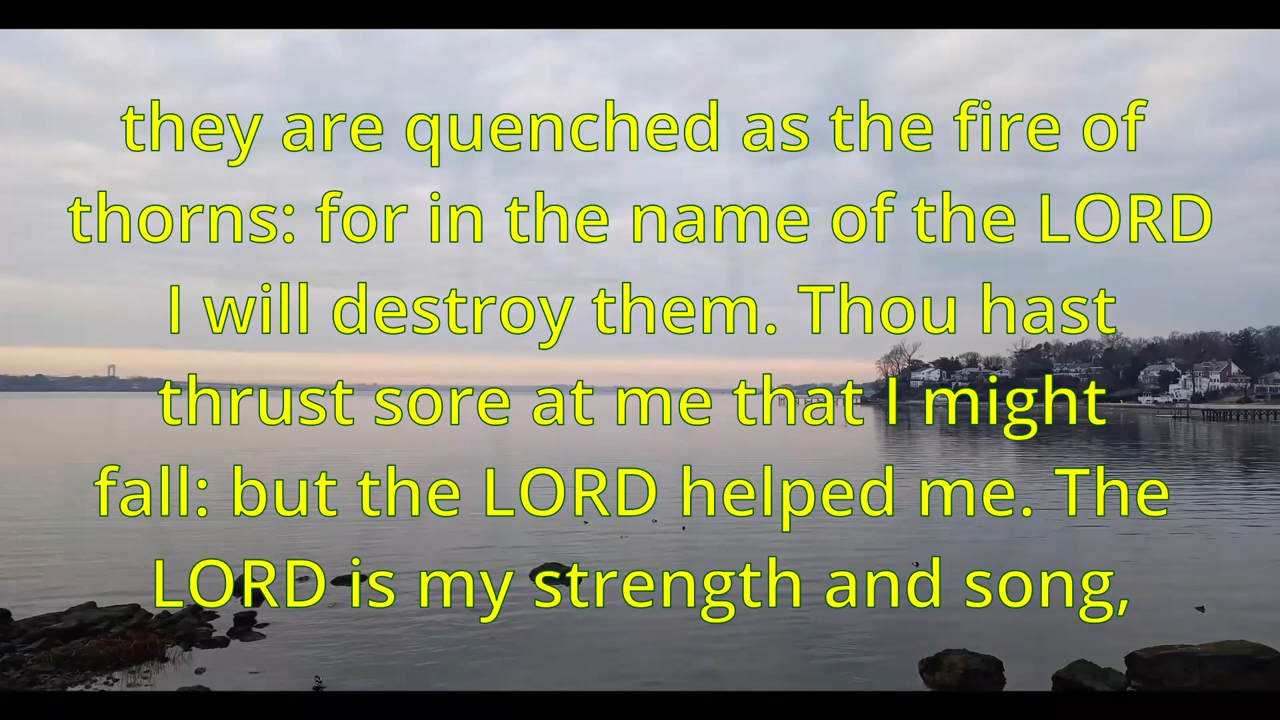 they are quenched as the fire of
thorns: for in the name of the LORD
I will destroy them. Thou hast
thrust sore at me that I might
fall: but the LORD helped me. The
LORD is my strength and song,